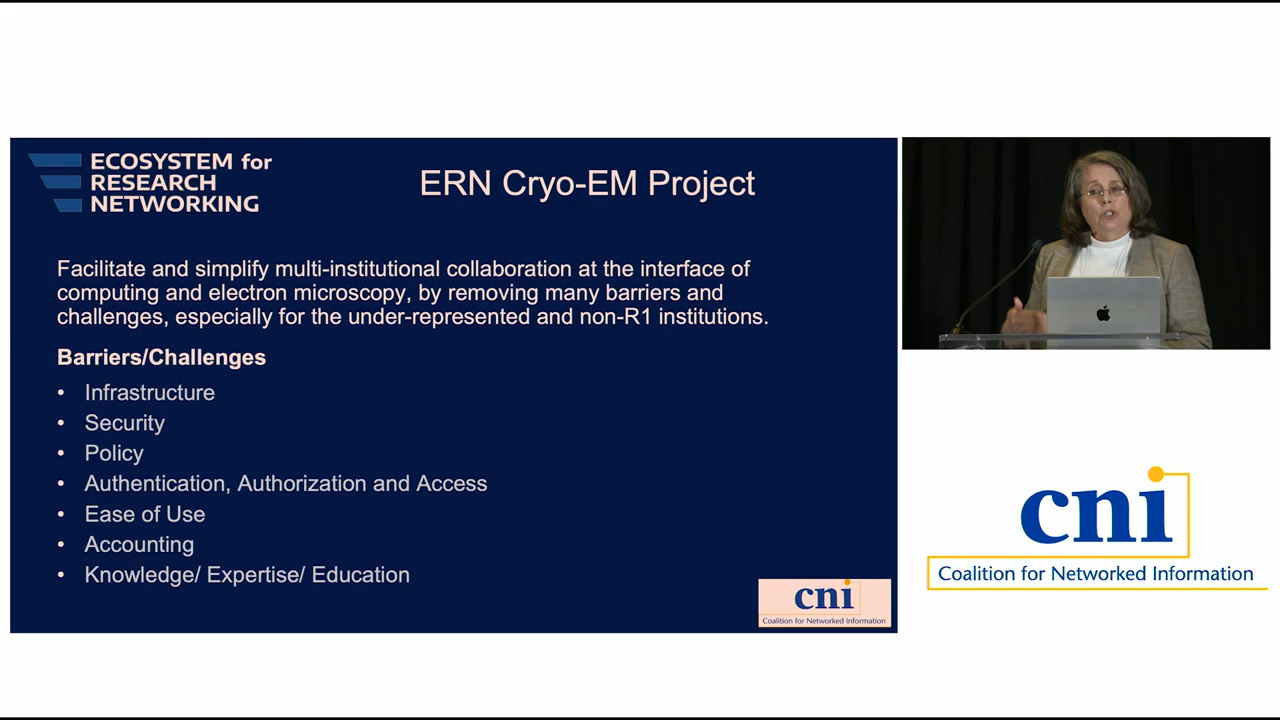 ECOSYSTEM for
RESEARCH
NETWORKING
ERN Cryo-EM Project
Facilitate and simplify multi-institutional collaboration at the interface of
computing and electron microscopy, by removing many barriers and
challenges, especially for the under-represented and non-R1 institutions.
Barriers/Challenges
• Infrastructure
• Security
• Policy
• Authentication, Authorization and Access
• Ease of Use
• Accounting
• Knowledge/ Expertise/ Education
cni
Coalition for Networked Information
cni
Coalition for Networked Information